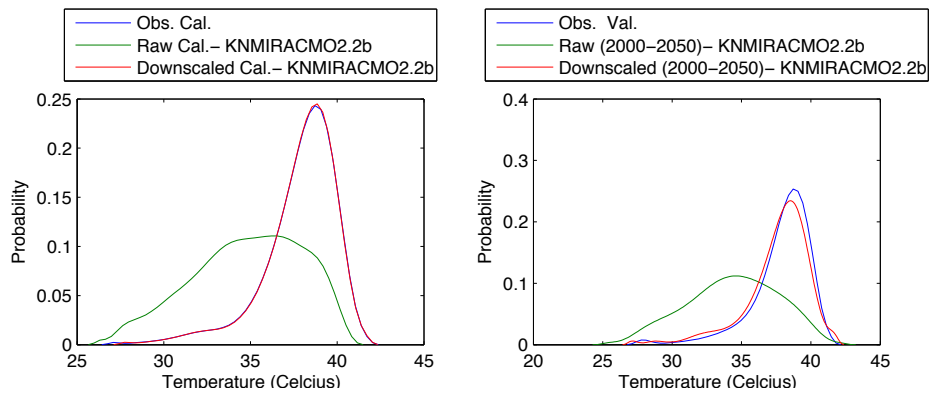 Obs. Cal.
Raw Cal.− KNMIRACMO2.2b
Downscaled Cal.− KNMIRACMO2.2b
0.25
0.2
0.15
0.1
0.05
0
25
30
35
40
45
Probability
Temperature (Celcius)
Obs. Val.
Raw (2000−2050)− KNMIRACMO2.2b
Downscaled (2000−2050)− KNMIRACMO2.2b
0.4
0.3
0.2
0.1
0
20
25
30
35
40
45
Probability
Temperature (Celcius)